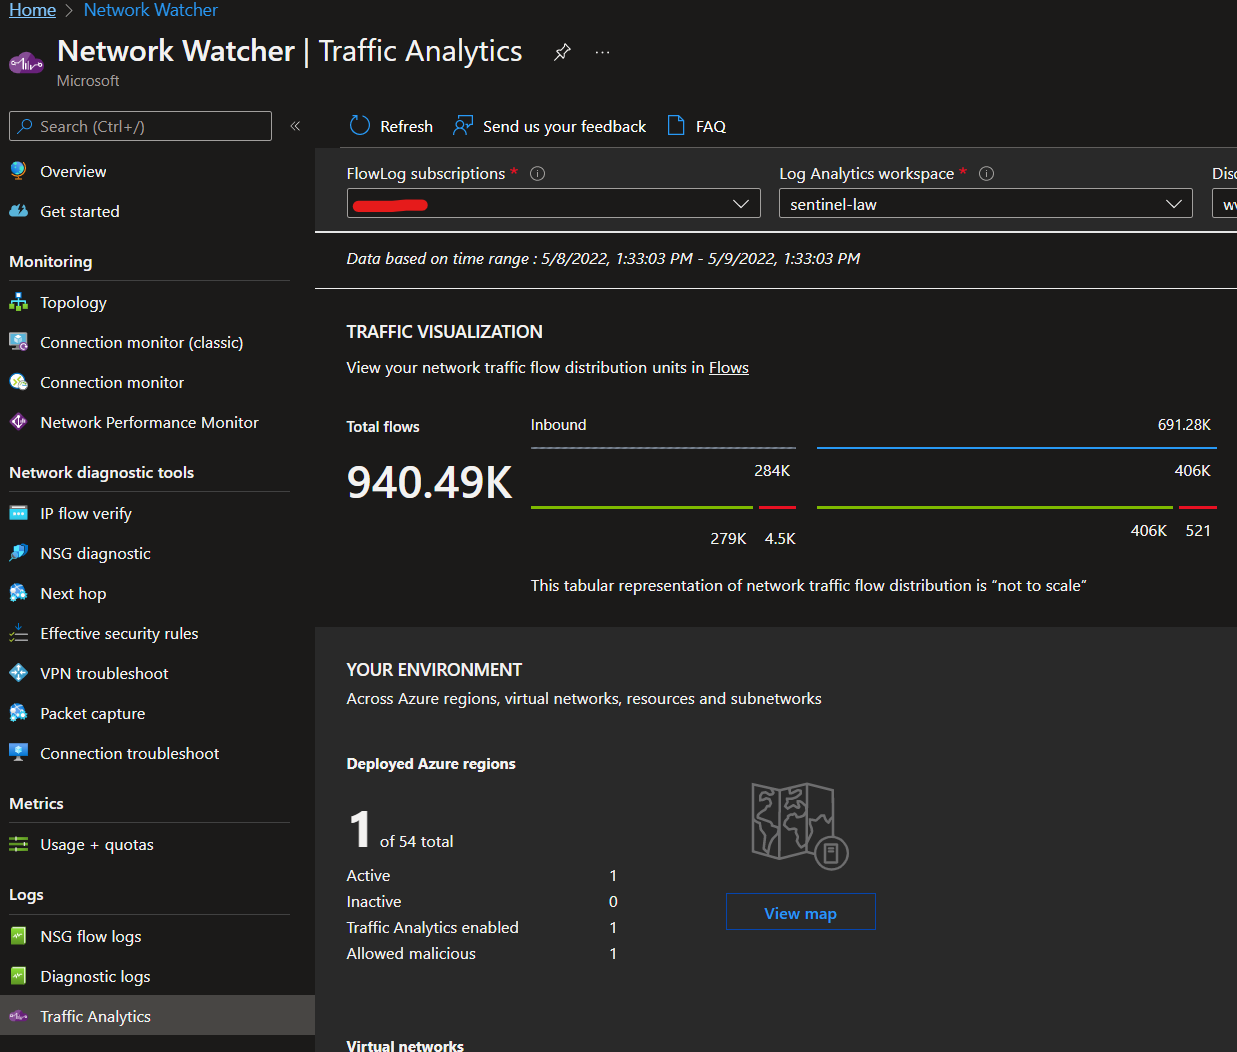 Home > Network Watcher
Network Watcher | Traffic Analytics
Microsoft
Search (Ctrl+/)
Overview
Get started
Monitoring
Topology
Connection monitor (classic)
Connection monitor
Network Performance Monitor
Network diagnostic tools
IP flow verify
NSG diagnostic
Next hop
Effective security rules
VPN troubleshoot
Packet capture
Connection troubleshoot
Metrics
Usage + quotas
Logs
NSG flow logs
Diagnostic logs
Traffic Analytics
Refresh Send us your feedback FAQ
FlowLog subscriptions * Log Analytics workspace *
sentinel-law
Data based on time range : 5/8/2022, 1:33:03 PM - 5/9/2022, 1:33:03 PM
TRAFFIC VISUALIZATION
View your network traffic flow distribution units in Flows
Total flows
940.49K
Inbound 691.28K
284K 406K
279K 4.5K 406K 521
This tabular representation of network traffic flow distribution is “not to scale”
YOUR ENVIRONMENT
Across Azure regions, virtual networks, resources and subnetworks
Deployed Azure regions
1 of 54 total
Active 1
Inactive 0
Traffic Analytics enabled 1
Allowed malicious 1
View map
Virtual networks